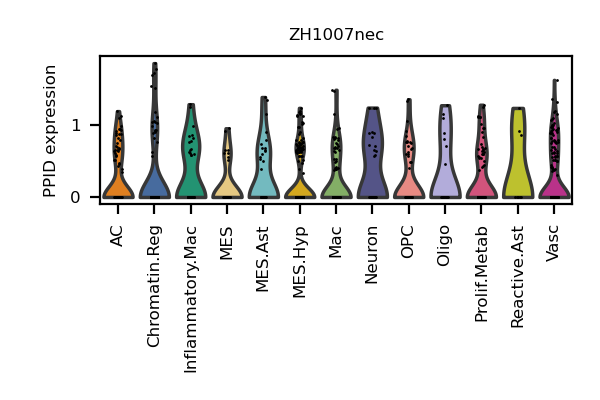 ZH1007nec
PPID expression
1
0
AC
Chromatin.Reg
Inflammatory.Mac
MES
MES.Ast
MES.Hyp
Mac
Neuron
OPC
Oligo
Prolif.Metab
Reactive.Ast
Vasc